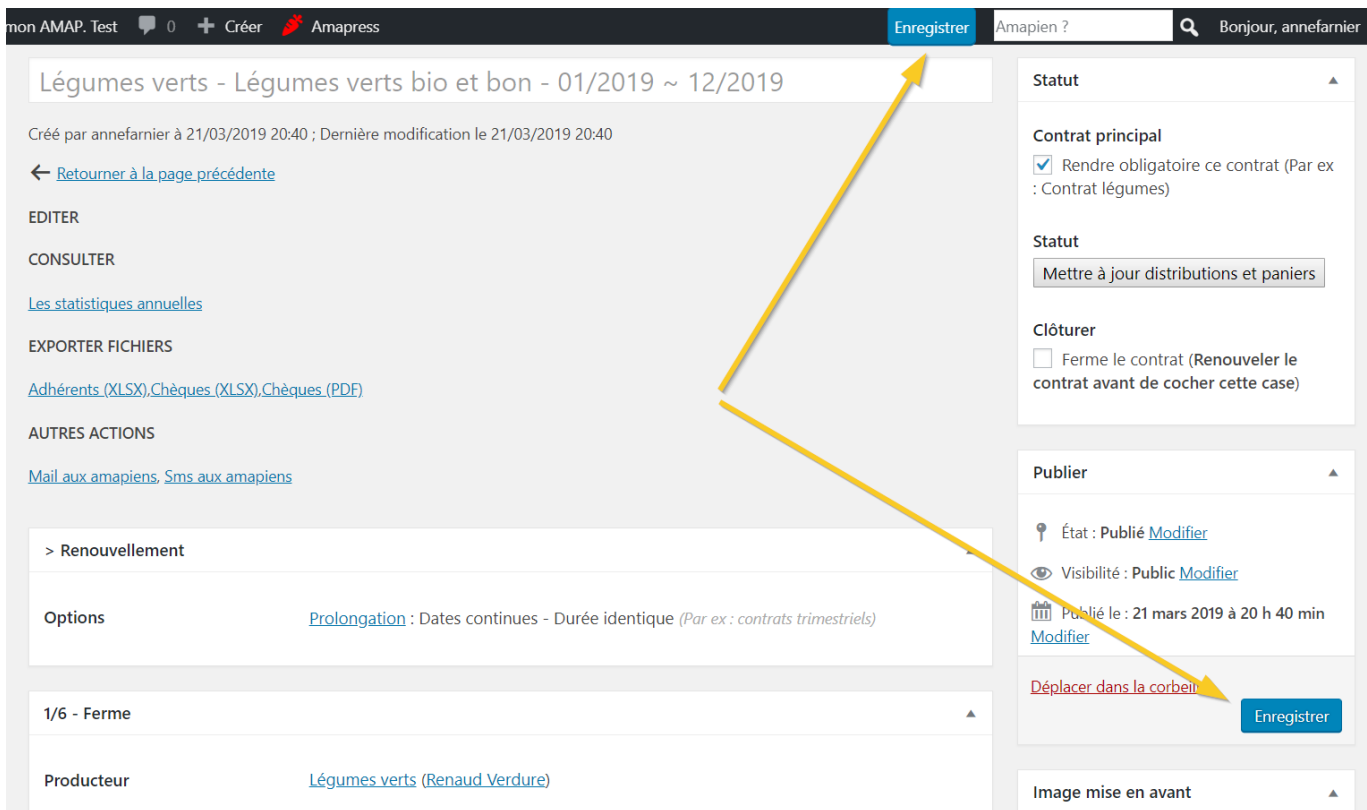 mon AMAP. Test 0 Créer Amapress Enregistrer Amapien ? Bonjour, annefarnier
Légumes verts - Légumes verts bio et bon - 01/2019 ~ 12/2019
Créé par annefarnier à 21/03/2019 20:40 ; Dernière modification le 21/03/2019 20:40
Retourner à la page précédente
EDITER
CONSULTER
Les statistiques annuelles
EXPORTER FICHIERS
Adhérents (XLSX),Chèques (XLSX),Chèques (PDF)
AUTRES ACTIONS
Mail aux amapiens, Sms aux amapiens
> Renouvellement
Options Prolongation : Dates continues - Durée identique (Par ex : contrats trimestriels)
1/6 - Ferme
Producteur Légumes verts (Renaud Verdure)
Statut
Contrat principal
Rendre obligatoire ce contrat (Par ex
: Contrat légumes)
Statut
Mettre à jour distributions et paniers
Clôturer
Ferme le contrat (Renouveler le
contrat avant de cocher cette case)
Publier
État : Publié Modifier
Visibilité : Public Modifier
Publié le : 21 mars 2019 à 20 h 40 min
Modifier
Déplacer dans la corbeille
Enregistrer
Image mise en avant